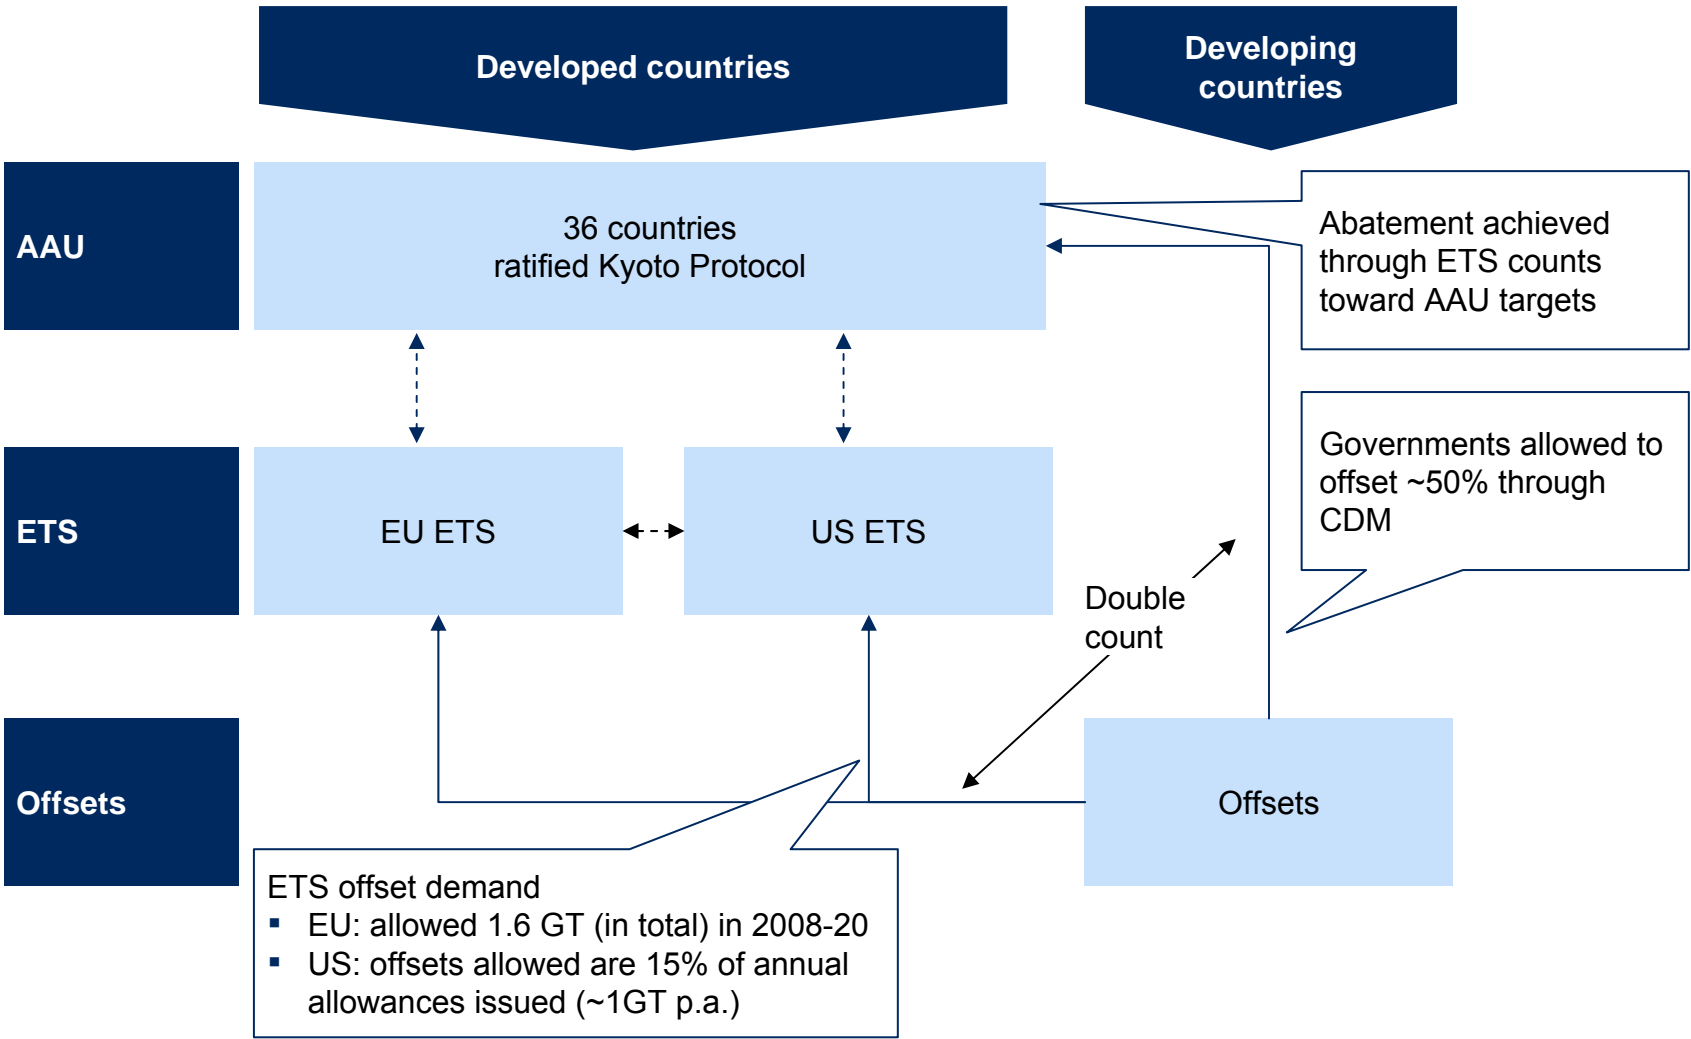 Developed countries
Developing
countries
AAU
36 countries
ratified Kyoto Protocol
Abatement achieved
through ETS counts
toward AAU targets
Governments allowed to
offset ~50% through
CDM
ETS
EU ETS
US ETS
Double
count
Offsets
Offsets
ETS offset demand
▪ EU: allowed 1.6 GT (in total) in 2008-20
▪ US: offsets allowed are 15% of annual
allowances issued (~1GT p.a.)